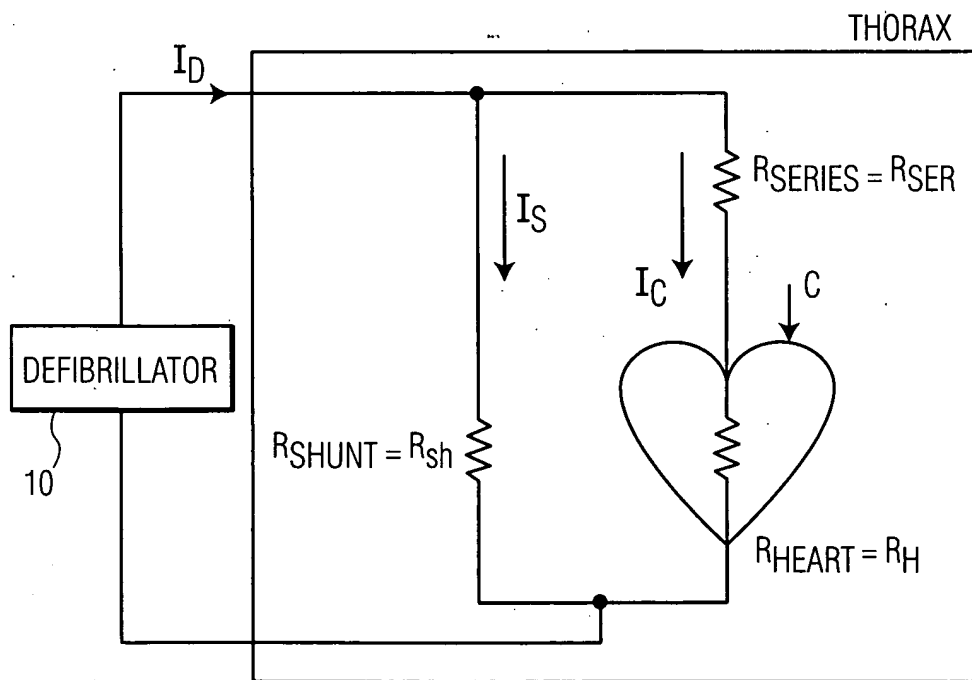 THORAX
I_D
R_SERIES = R_SER
I_S
I_C
C
DEFIBRILLATOR
R_SHUNT = R_sh
10
R_HEART = R_H